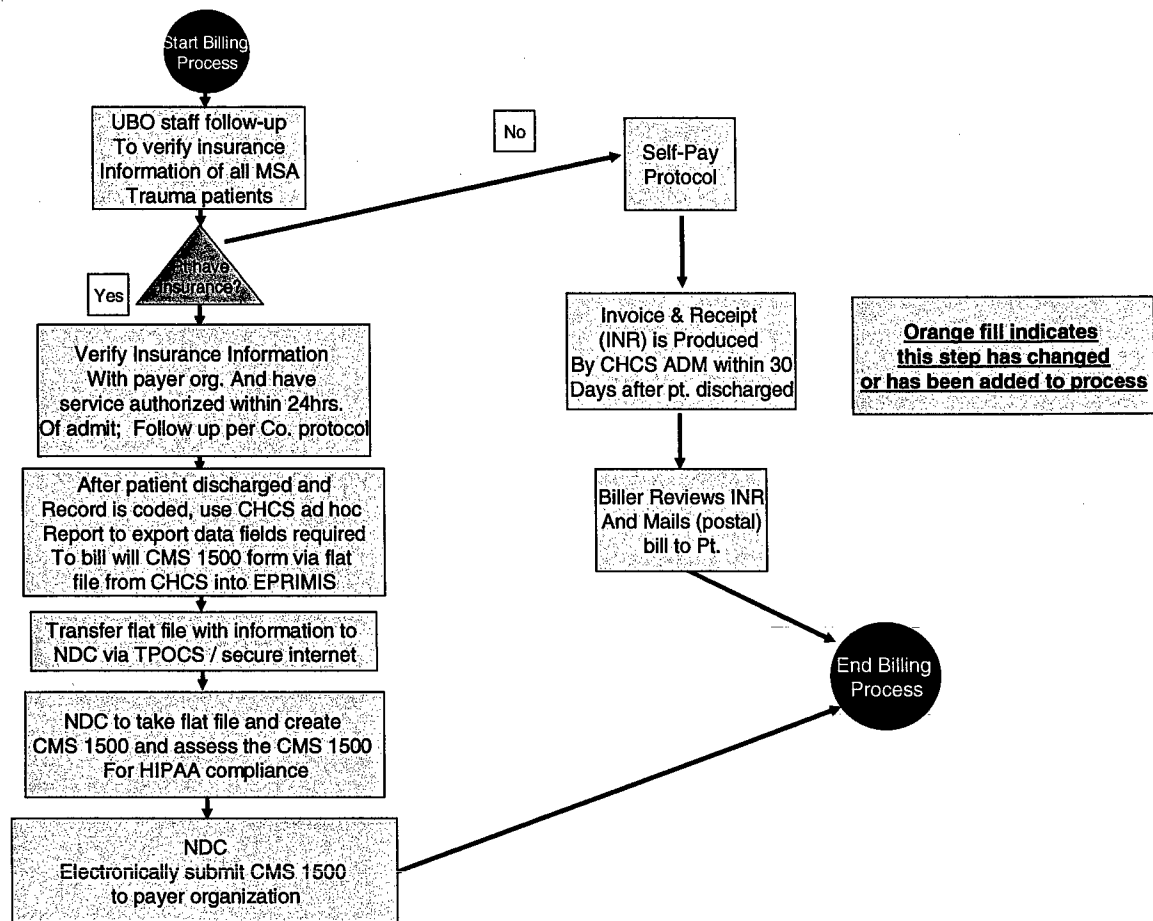 Start Billing
Process
UBO staff follow-up
To verify insurance
Information of all MSA
Trauma patients
No
Self-Pay
Protocol
Pt have
insurance?
Yes
Verify Insurance Information
With payer org. And have
service authorized within 24hrs.
Of admit; Follow up per Co. protocol
Invoice & Receipt
(INR) is Produced
By CHCS ADM within 30
Days after pt. discharged
Orange fill indicates
this step has changed
or has been added to process
After patient discharged and
Record is coded, use CHCS ad hoc
Report to export data fields required
To bill will CMS 1500 form via flat
file from CHCS into EPRIMIS
Biller Reviews INR
And Mails (postal)
bill to Pt.
Transfer flat file with information to
NDC via TPOCS / secure internet
End Billing
Process
NDC to take flat file and create
CMS 1500 and assess the CMS 1500
For HIPAA compliance
NDC
Electronically submit CMS 1500
to payer organization